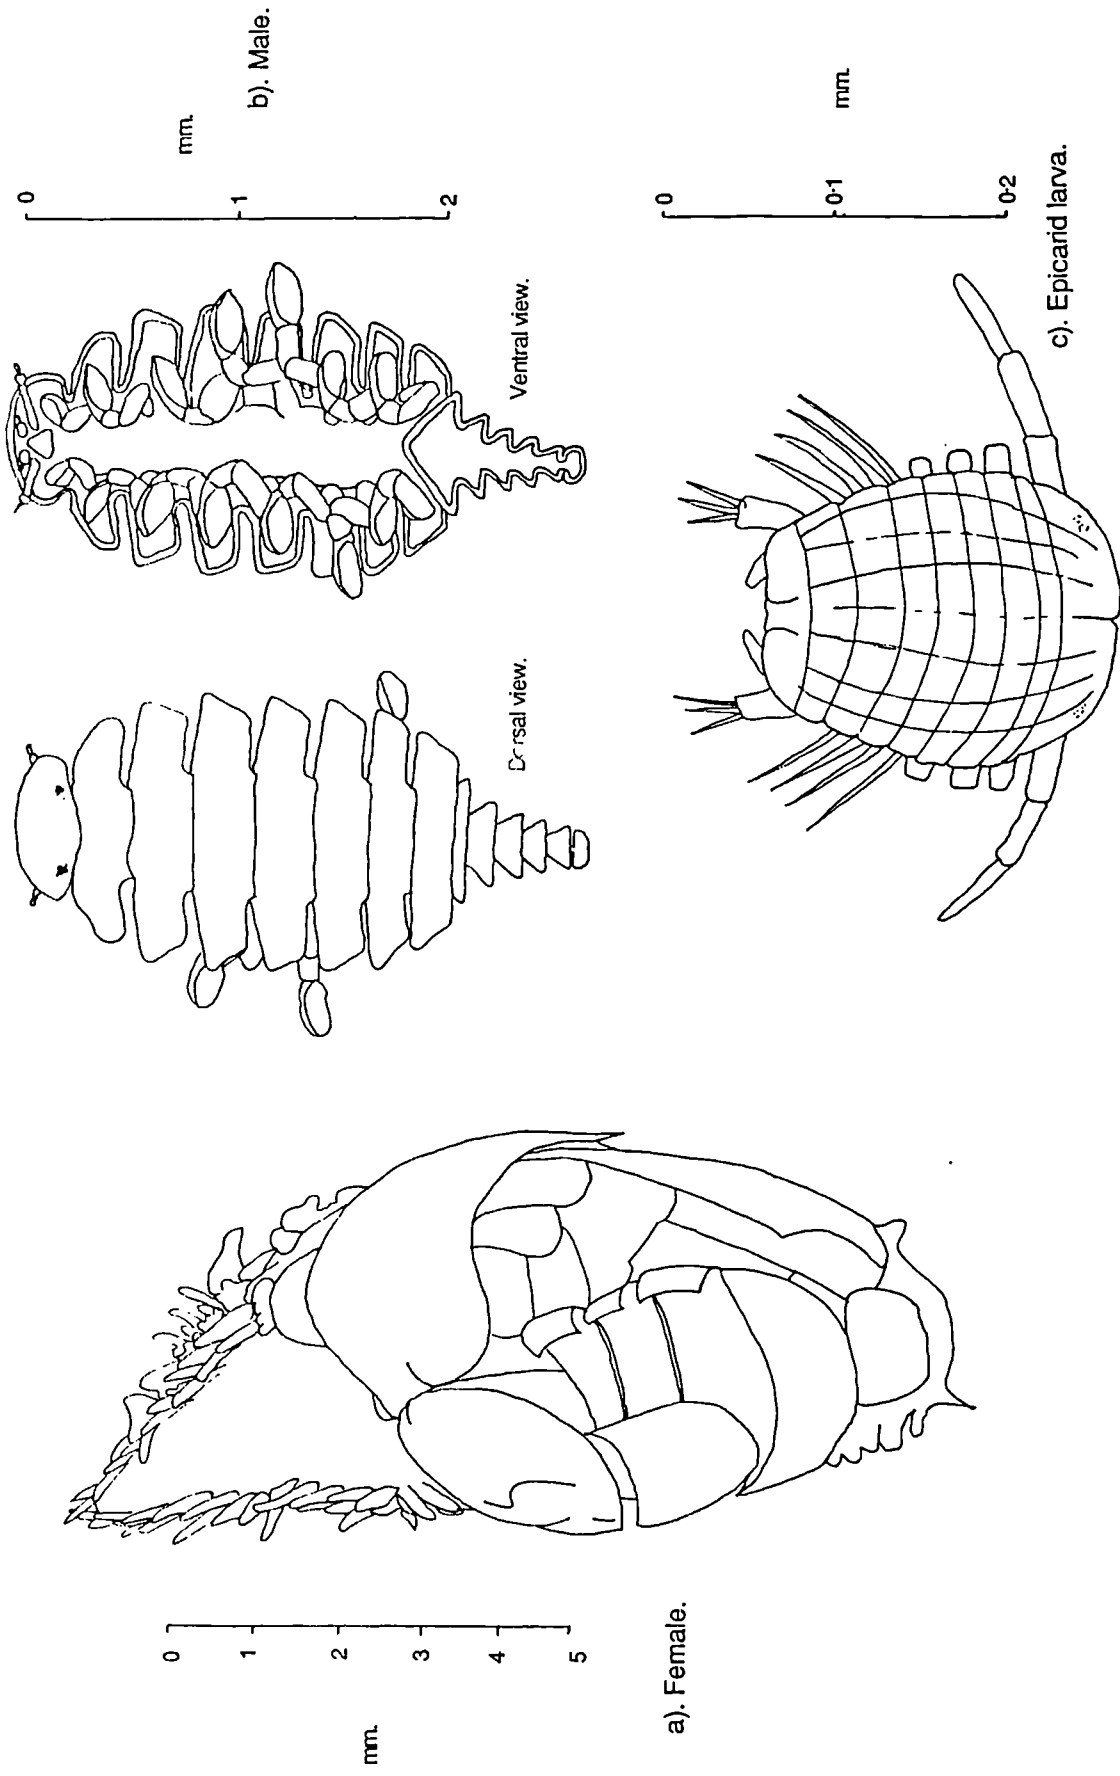 0
1
2
3
4
5
mm.
a). Female.
Dorsal view.
Ventral view.
0
1
2
mm.
b). Male.
0
0·1
0·2
mm.
c). Epicarid larva.